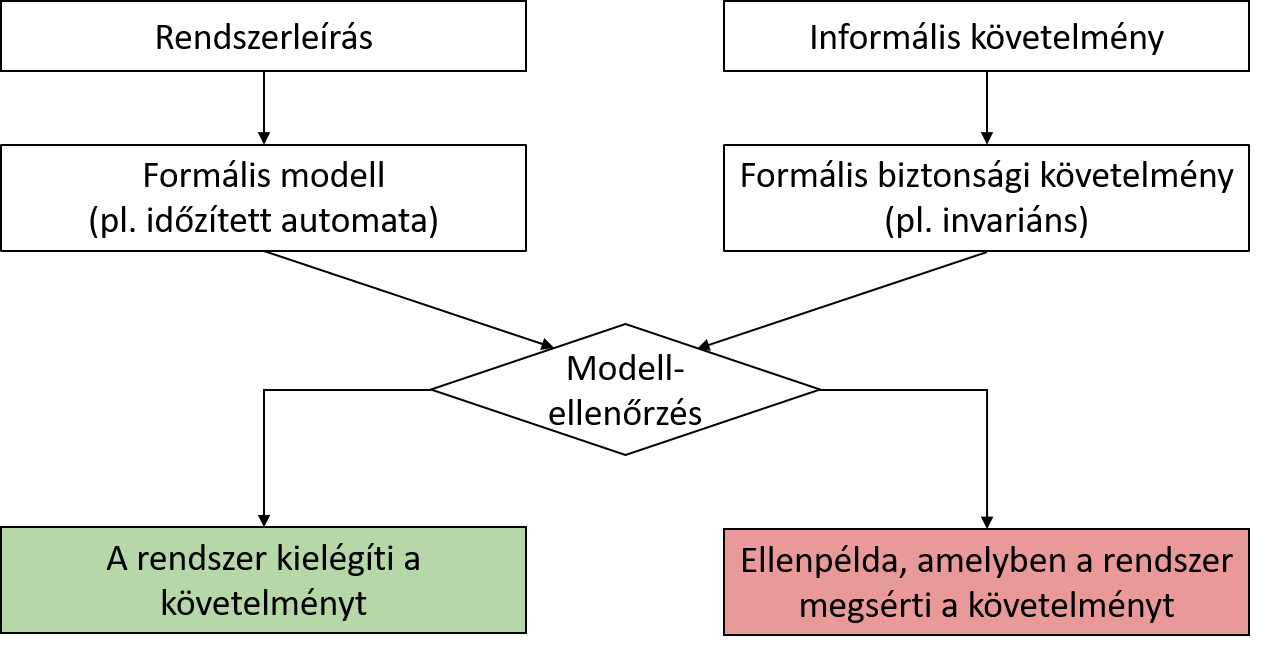 Rendszerleírás
Informális követelmény
Formális modell
(pl. időzített automata)
Formális biztonsági követelmény
(pl. invariáns)
Modell-
ellenőrzés
A rendszer kielégíti a
követelményt
Ellenpélda, amelyben a rendszer
megsérti a követelményt